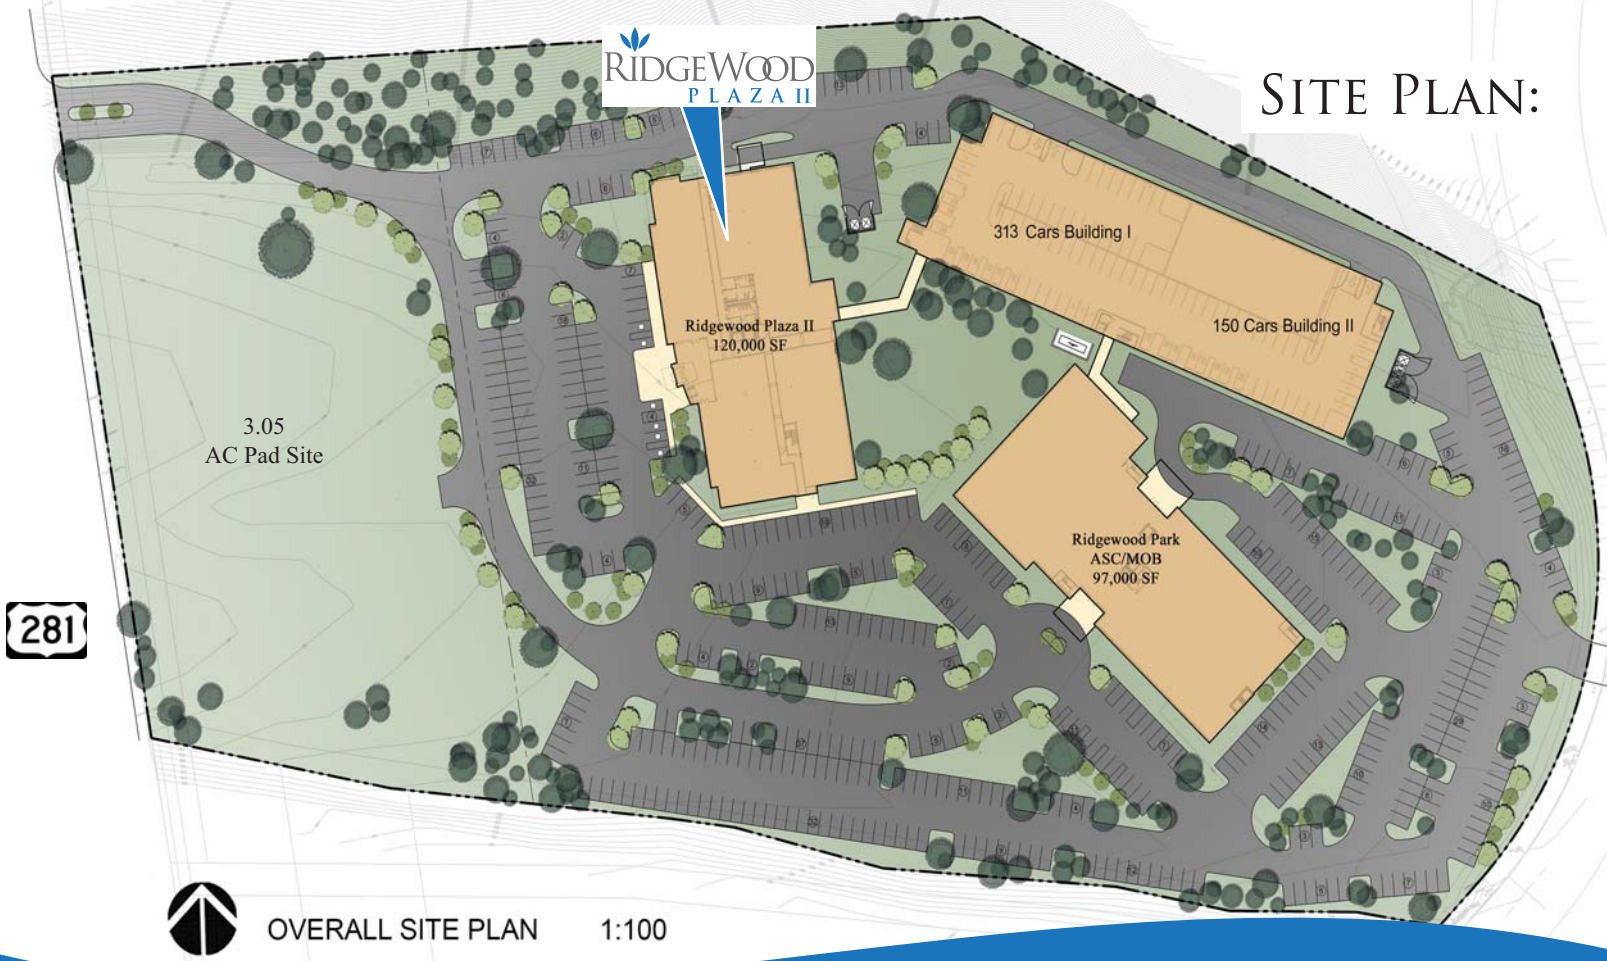 RIDGEWOOD
PLAZA II
SITE PLAN:
313 Cars Building I
150 Cars Building II
Ridgewood Plaza II
120,000 SF
3.05
AC Pad Site
Ridgewood Park
ASC/MOB
97,000 SF
281
OVERALL SITE PLAN 1:100